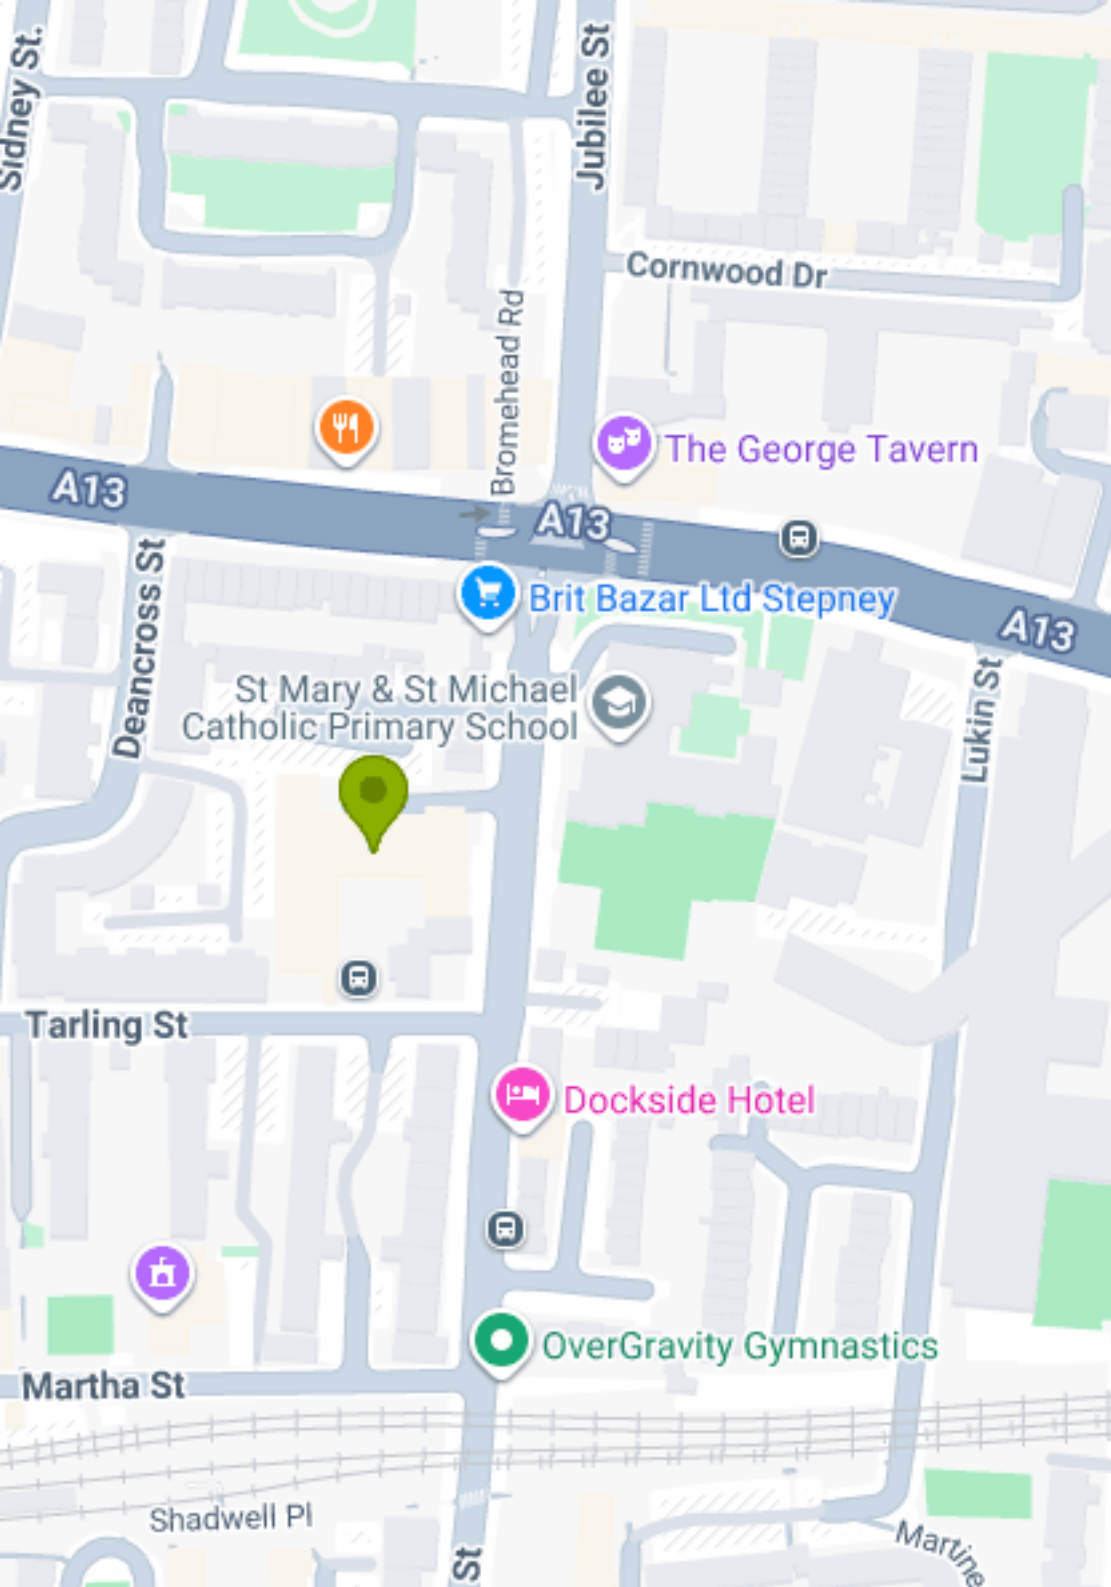 Sidney St.
Jubilee St
Cornwood Dr
Bromehead Rd
The George Tavern
A13
A13
Brit Bazar Ltd Stepney
A13
Deancross St
St Mary & St Michael
Catholic Primary School
Lukin St
Tarling St
Dockside Hotel
OverGravity Gymnastics
Martha St
Shadwell Pl
St
Martine